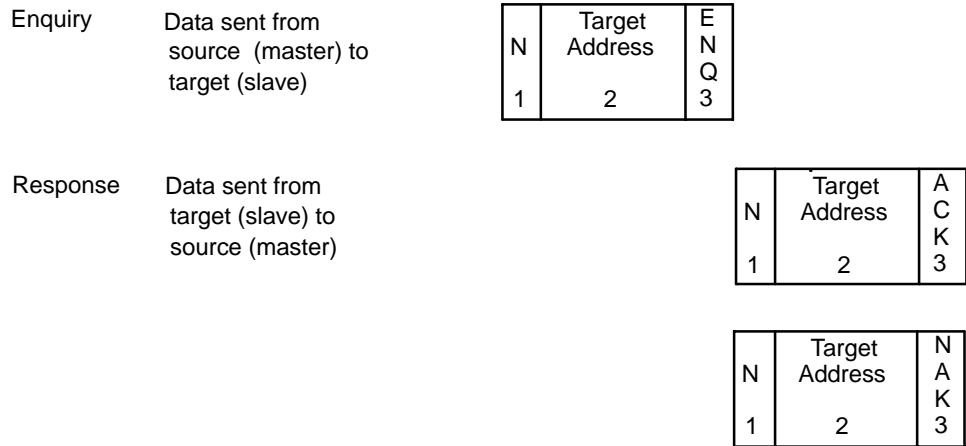 Enquiry
Data sent from
source (master) to
target (slave)
N
1
Target
Address
2
E
N
Q
3
Response
Data sent from
target (slave) to
source (master)
N
1
Target
Address
2
A
C
K
3
N
1
Target
Address
2
N
A
K
3